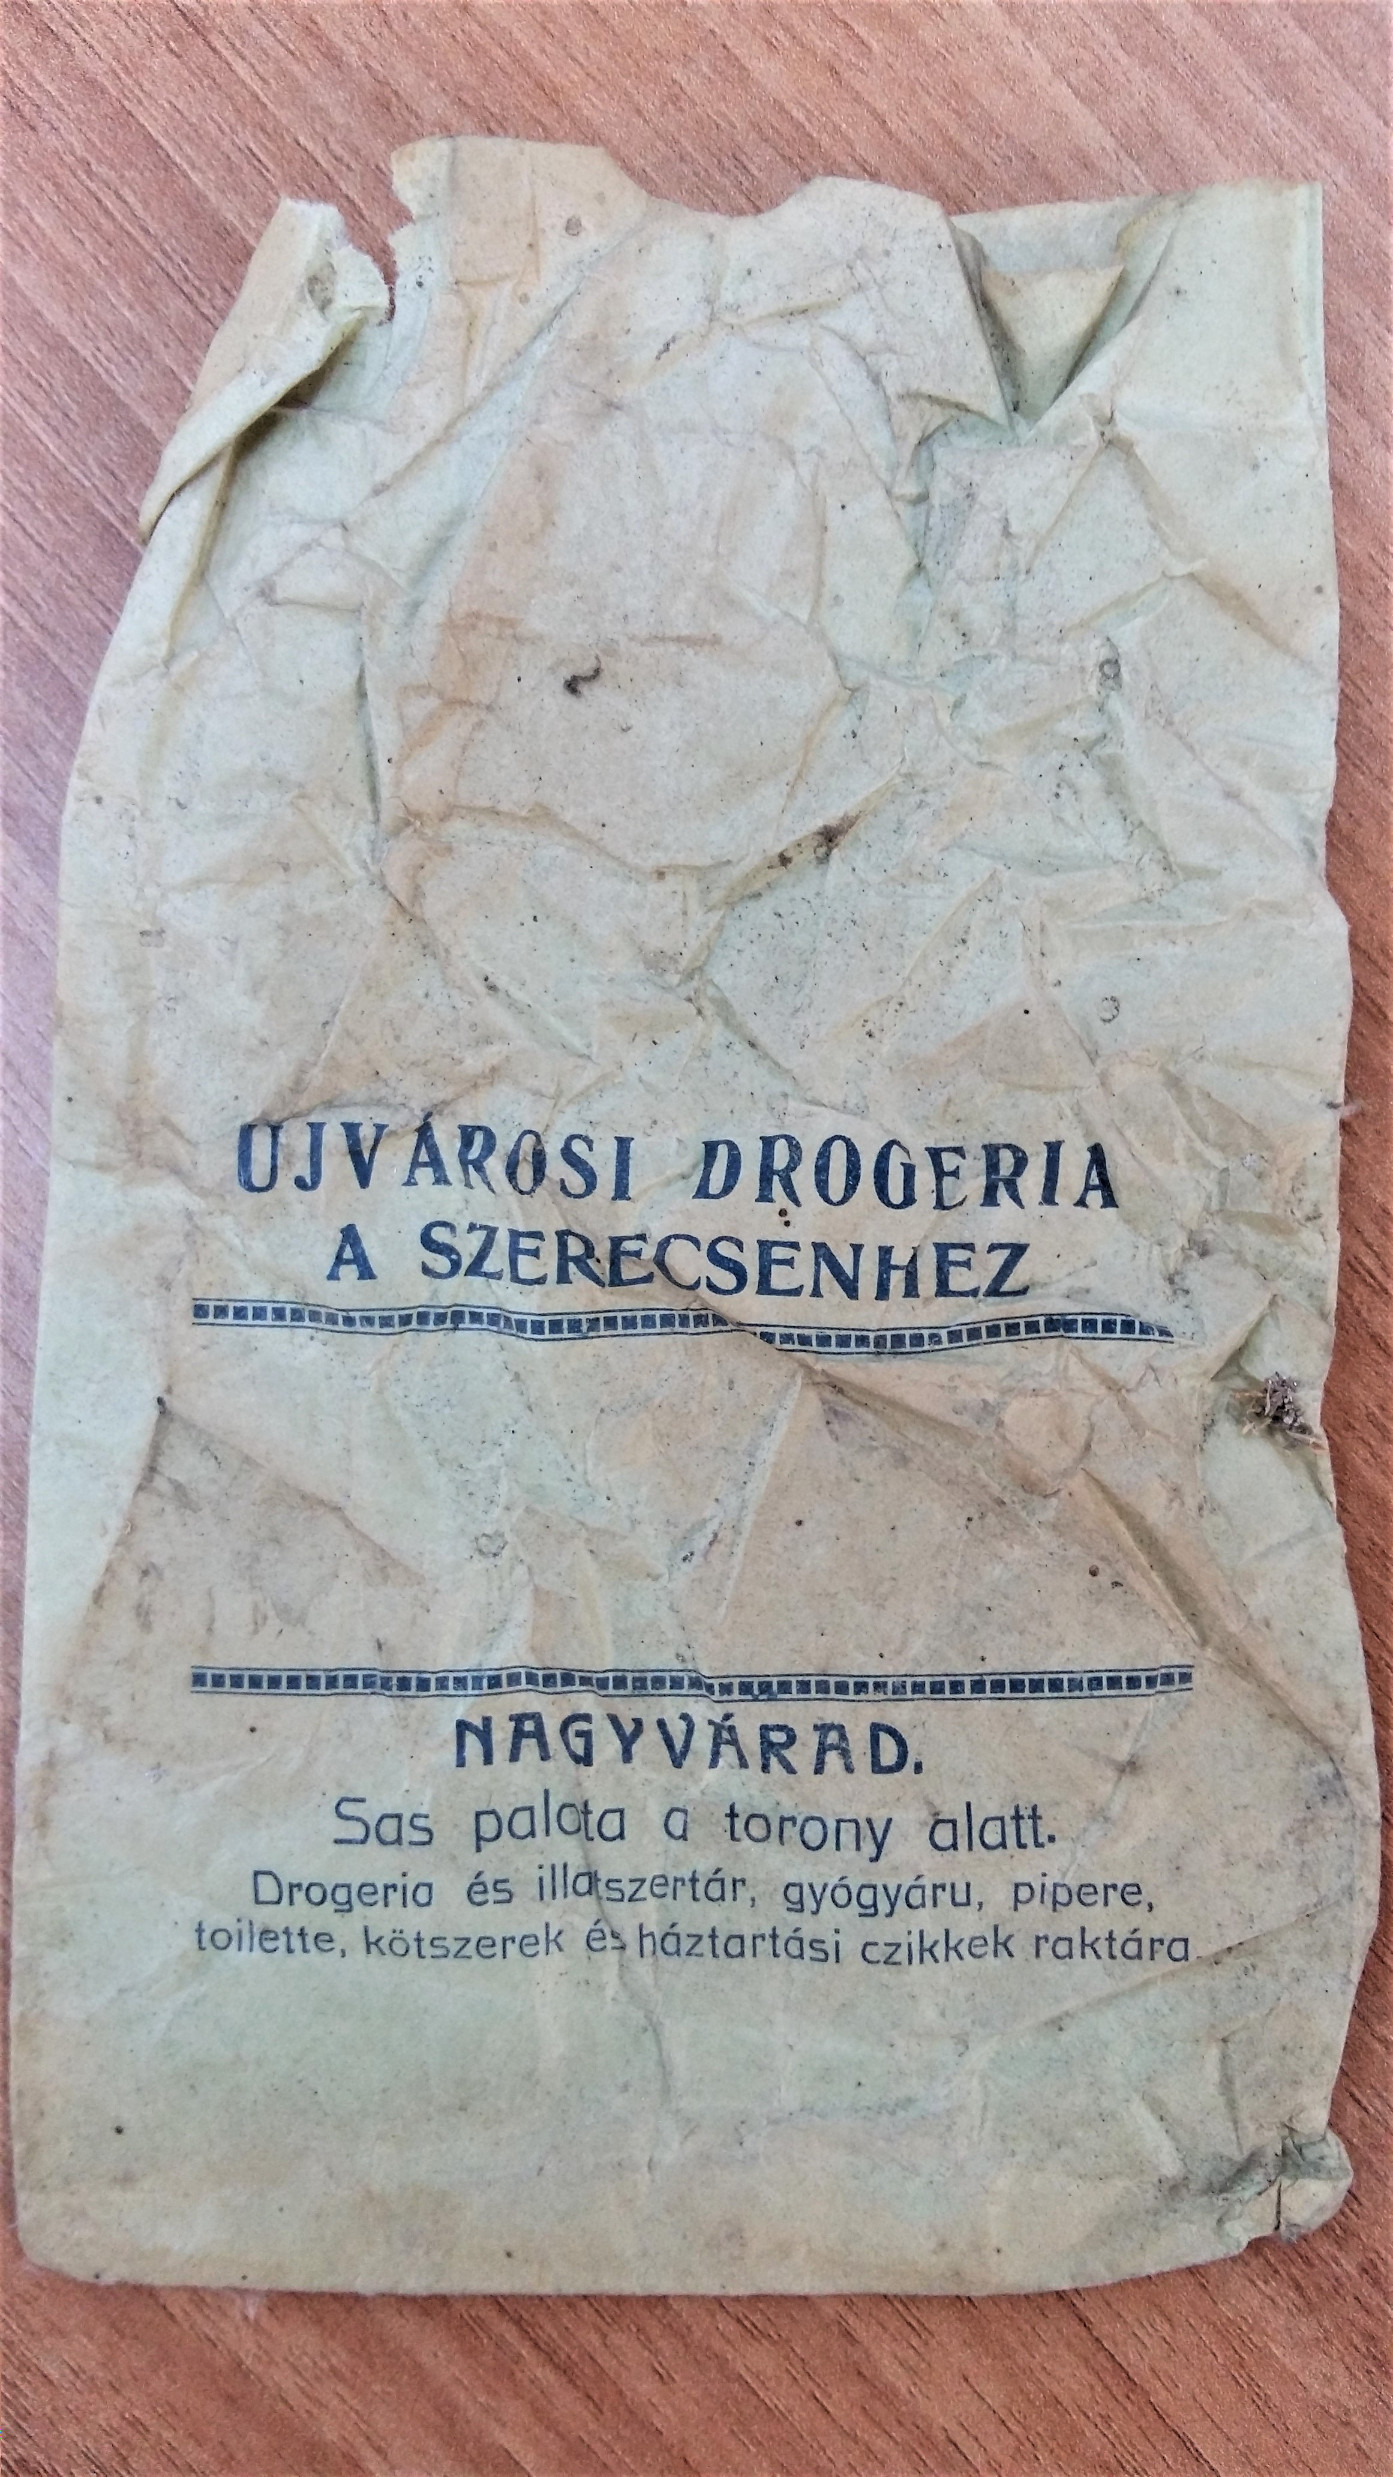 UJVÁROSI DROGERIA
A SZERECSENHEZ
NAGYVÁRAD.
Sas palota a torony alatt.
Drogeria és illatszertár, gyógyáru, pipere,
toilette, kötszerek és háztartási czikkek raktára.